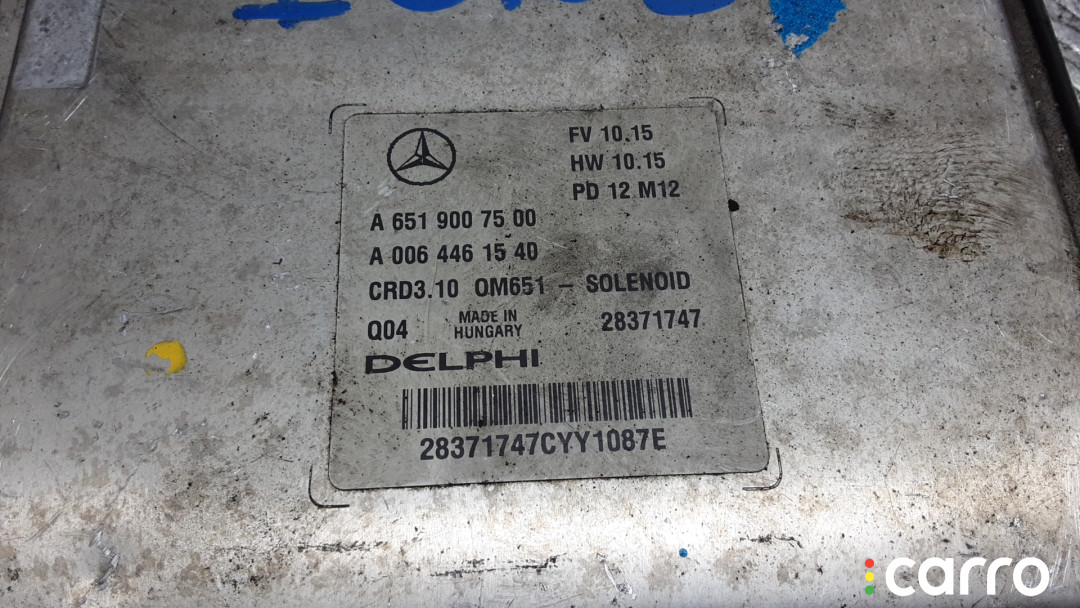 FV 10.15
HW 10.15
PD 12 M12
A 651 900 75 00
A 006 446 15 40
CRD3.10 OM651 – SOLENOID
Q04 MADE IN HUNGARY 28371747
DELPHI
28371747CYY1087E
carro